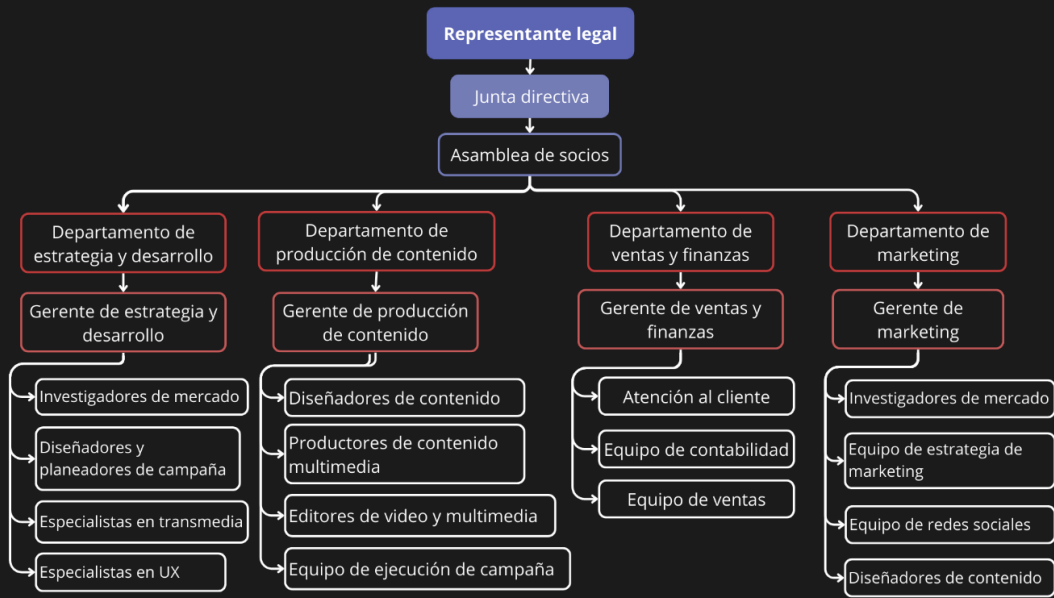 Representante legal
Junta directiva
Asamblea de socios
Departamento de
estrategia y desarrollo
Departamento de
producción de contenido
Departamento de
ventas y finanzas
Departamento de
marketing
Gerente de estrategia y
desarrollo
Gerente de producción
de contenido
Gerente de ventas y
finanzas
Gerente de
marketing
Investigadores de mercado
Diseñadores y
planeadores de campaña
Especialistas en transmedia
Especialistas en UX
Diseñadores de contenido
Productores de contenido
multimedia
Editores de video y multimedia
Equipo de ejecución de campaña
Atención al cliente
Equipo de contabilidad
Equipo de ventas
Investigadores de mercado
Equipo de estrategia de
marketing
Equipo de redes sociales
Diseñadores de contenido